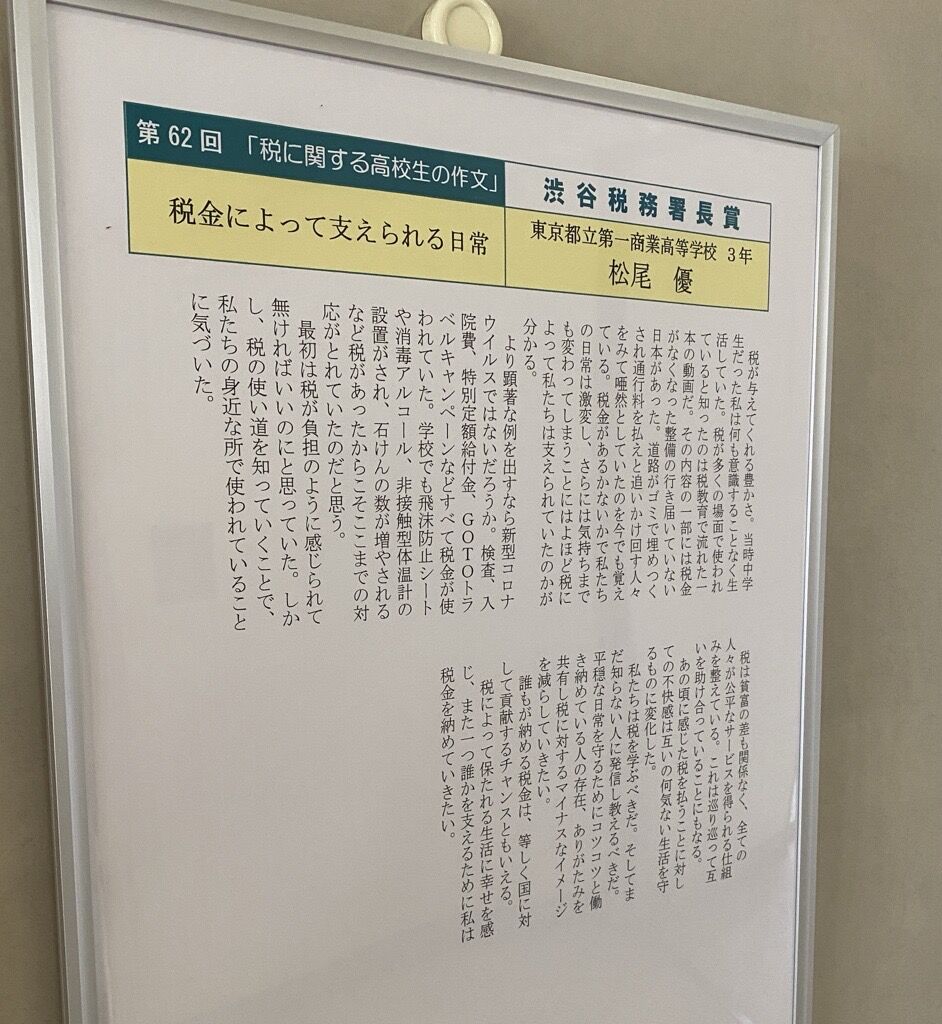 第62回 「税に関する高校生の作文」
渋谷税務署長賞
税金によって支えられる日常
東京都立第一商業高等学校 3年
松尾 優
税が与えてくれる豊かさ。当時中学
生だった私は何も意識することなく生
活していた。税が多くの場面で使われ
ていると知ったのは税教育で流れた一
本の動画だ。その内容の一部には税金
がなくなった整備の行き届いていない
日本があった。道路がゴミで埋めつく
され通行料を払えと追いかけ回す人々
をみて唖然としていたのを今でも覚え
ている。税金があるかないかで私たち
の日常は激変し、さらには気持ちまで
も変わってしまうことにはよほど税に
よって私たちは支えられていたのかが
分かる。
より顕著な例を出すなら新型コロナ
ウイルスではないだろうか。検査、入
院費、特別定額給付金、GOTOトラ
ベルキャンペーンなどすべて税金が使
われていた。学校でも飛沫防止シート
や消毒アルコール、非接触型体温計の
設置がされ、石けんの数が増やされる
など税があったからこそここまでの対
応がとれていたのだと思う。
最初は税が負担のように感じられて
無ければいいのにと思っていた。しか
し、税の使い道を知っていくことで、
私たちの身近な所で使われていること
に気づいた。
税は貧富の差も関係なく、全ての
人々が公平なサービスを得られる仕組
みを整えている。これは巡り巡って互
いを助け合っていることにもなる。
あの頃に感じた税を払うことに対し
ての不快感は互いの何気ない生活を守
るものに変化した。
私たちは税を学ぶべきだ。そしてま
だ知らない人に発信し教えるべきだ。
平穏な日常を守るためにコツコツと働
き納めている人の存在、ありがたみを
共有し税に対するマイナスなイメージ
を減らしていきたい。
誰もが納める税金は、等しく国に対
して貢献するチャンスともいえる。
税によって保たれる生活に幸せを感
じ、また一つ誰かを支えるために私は
税金を納めていきたい。